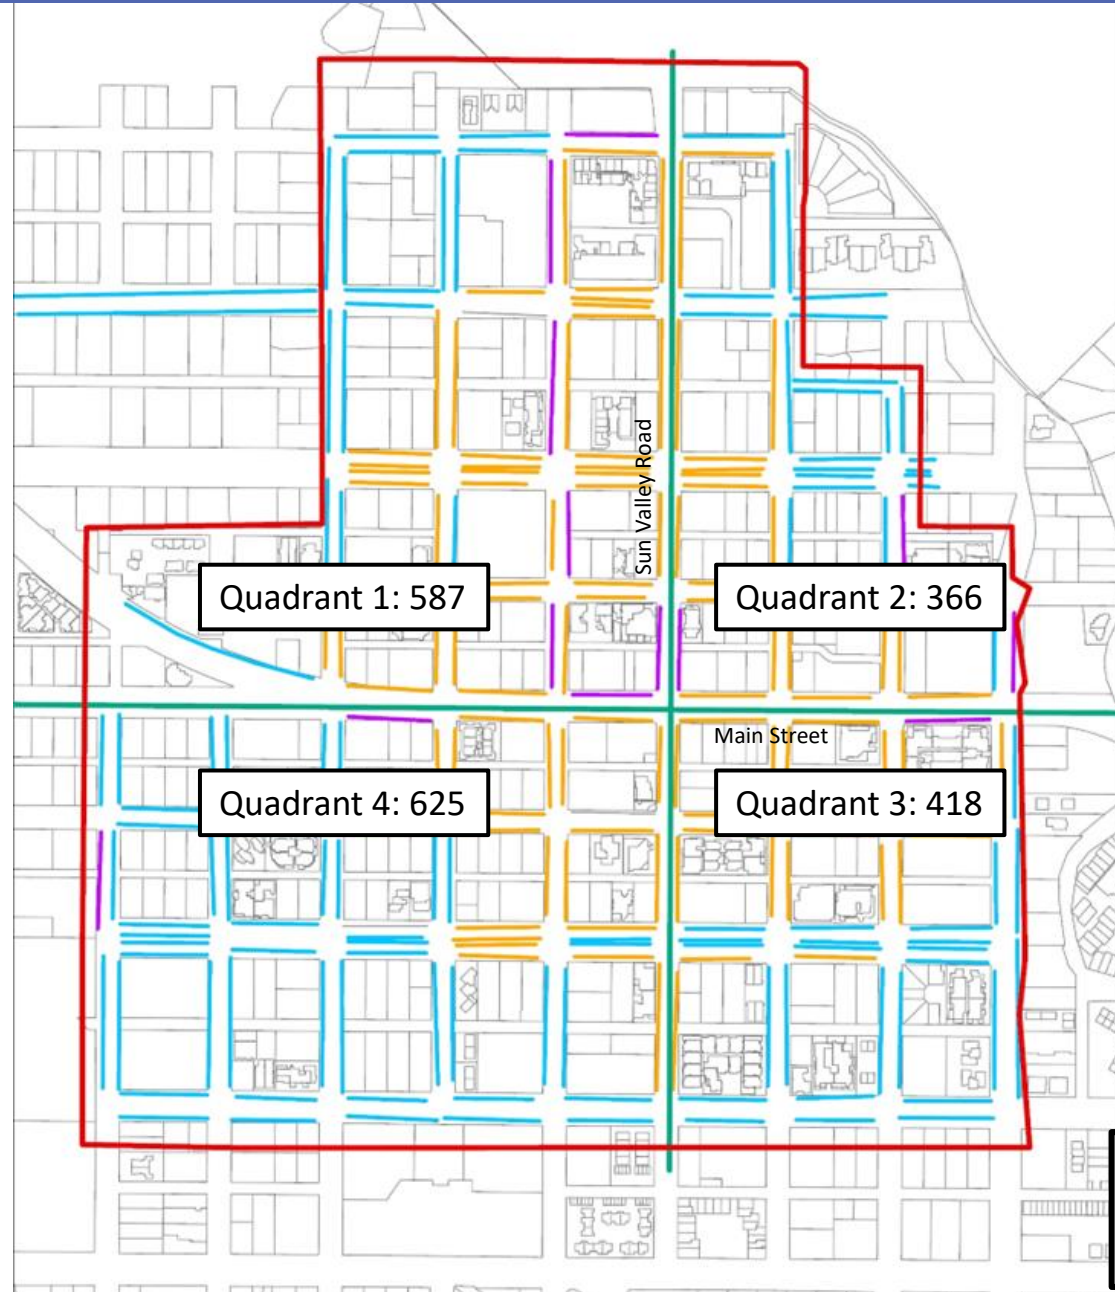 Sun Valley Road
Quadrant 1: 587
Quadrant 2: 366
Main Street
Quadrant 4: 625
Quadrant 3: 418